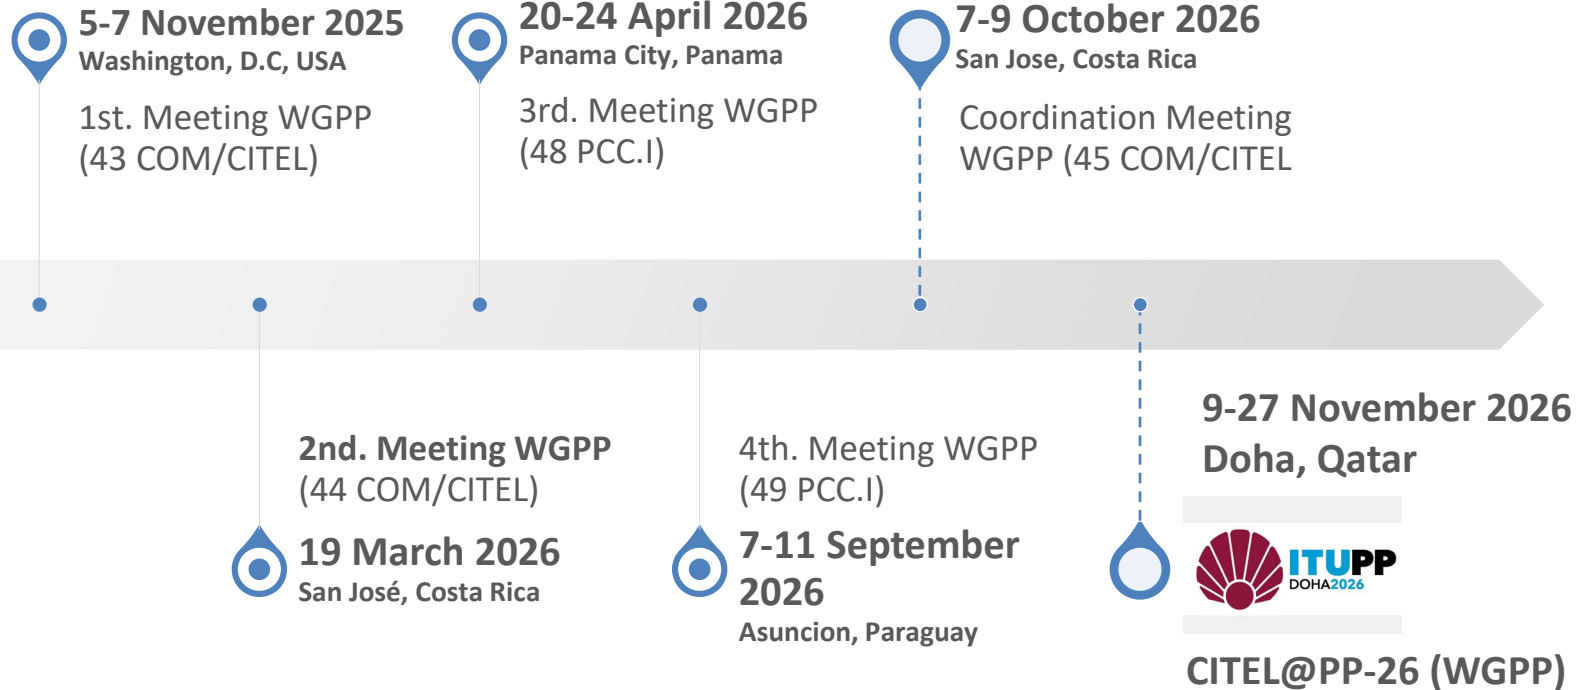 5-7 November 2025
Washington, D.C, USA
1st. Meeting WGPP
(43 COM/CITEL)
20-24 April 2026
Panama City, Panama
3rd. Meeting WGPP
(48 PCC.I)
7-9 October 2026
San Jose, Costa Rica
Coordination Meeting
WGPP (45 COM/CITEL
2nd. Meeting WGPP
(44 COM/CITEL)
19 March 2026
San José, Costa Rica
4th. Meeting WGPP
(49 PCC.I)
7-11 September
2026
Asuncion, Paraguay
9-27 November 2026
Doha, Qatar
ITUPP
DOHA2026
CITEL@PP-26 (WGPP)